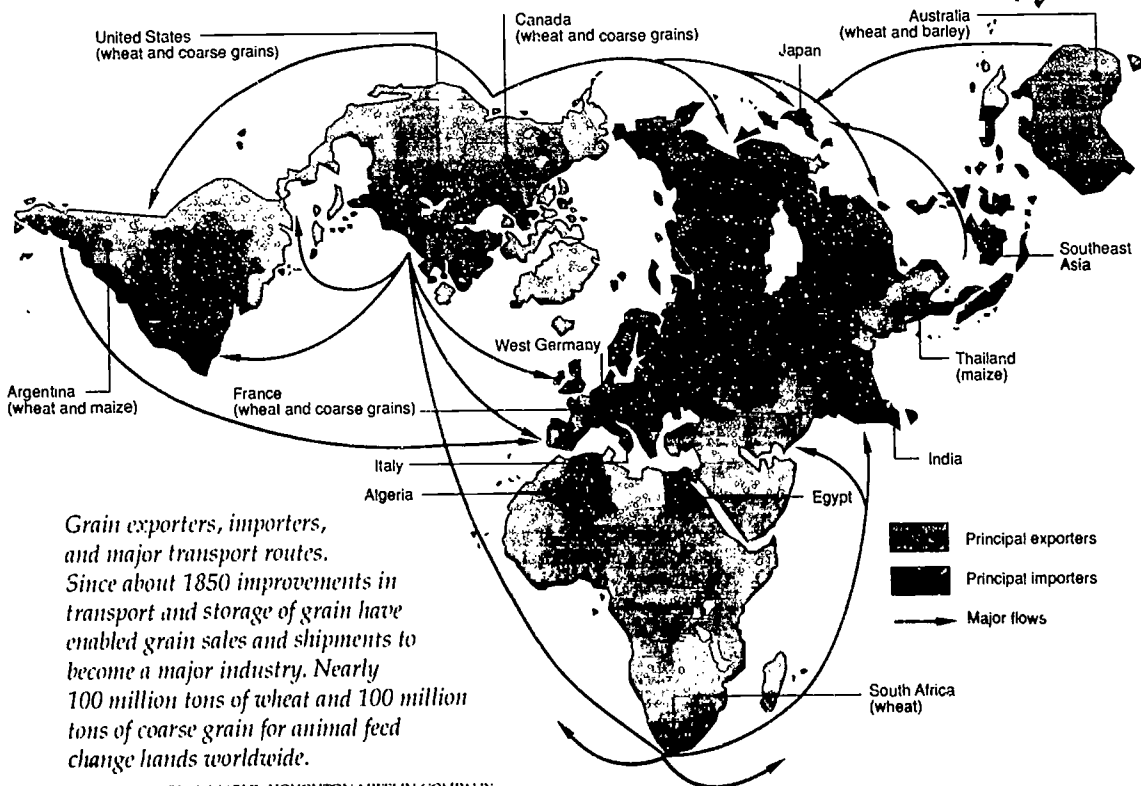 United States
(wheat and coarse grains)
Canada
(wheat and coarse grains)
Japan
Australia
(wheat and barley)
Southeast
Asia
Thailand
(maize)
West Germany
Argentina
(wheat and maize)
France
(wheat and coarse grains)
Italy
Algeria
Egypt
India
Grain exporters, importers,
and major transport routes.
Since about 1850 improvements in
transport and storage of grain have
enabled grain sales and shipments to
become a major industry. Nearly
100 million tons of wheat and 100 million
tons of coarse grain for animal feed
change hands worldwide.
Principal exporters
Principal importers
Major flows
South Africa
(wheat)